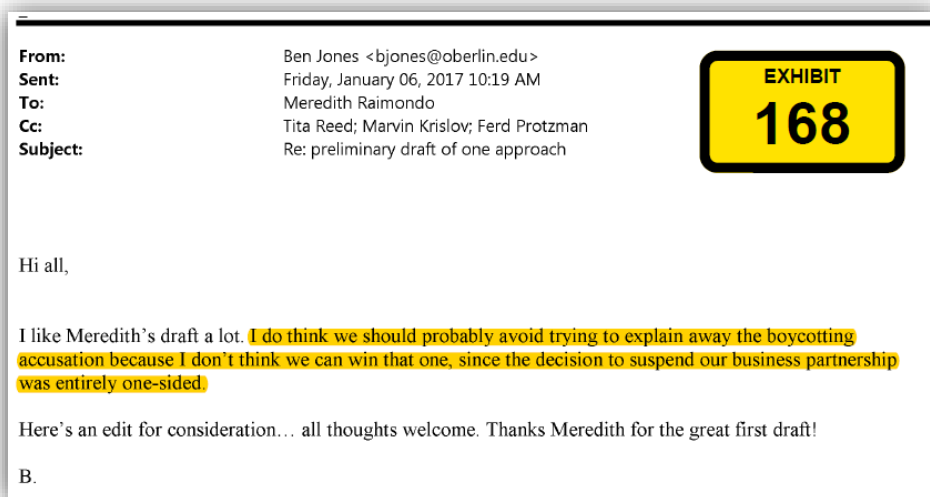 From: Ben Jones <bjones@oberlin.edu>
Sent: Friday, January 06, 2017 10:19 AM
To: Meredith Raimondo
Cc: Tita Reed; Marvin Krislov; Ferd Protzman
Subject: Re: preliminary draft of one approach
EXHIBIT
168
Hi all,
I like Meredith's draft a lot. I do think we should probably avoid trying to explain away the boycotting
accusation because I don't think we can win that one, since the decision to suspend our business partnership
was entirely one-sided.
Here's an edit for consideration… all thoughts welcome. Thanks Meredith for the great first draft!
B.